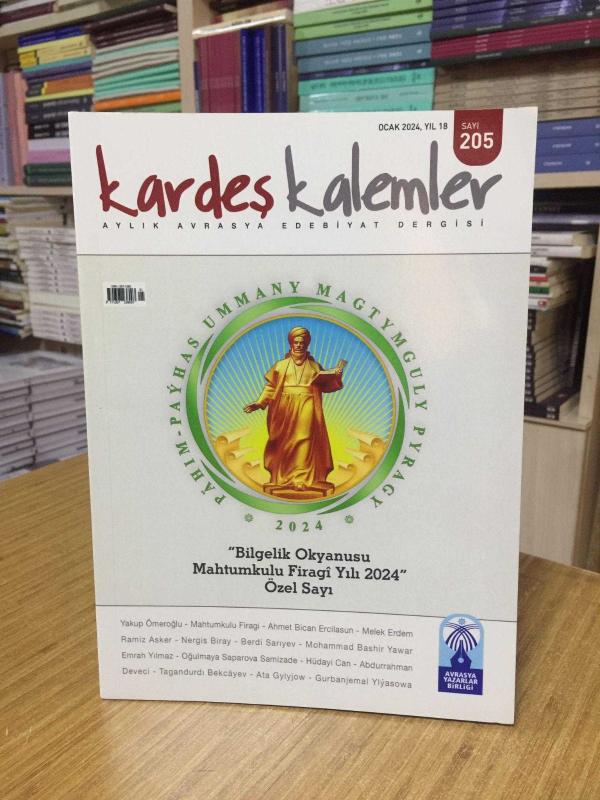 OCAK 2024, YIL 18
SAYI
205
kardeş kalemler
AYLIK AVRASYA EDEBİYAT DERGİSİ
PÄHIM-PAÝHAS UMMANY MAGTYMGULY PYRAGY
2024
"Bilgelik Okyanusu
Mahtumkulu Firagî Yılı 2024"
Özel Sayı
Yakup Ömeroğlu - Mahtumkulu Firagi - Ahmet Bican Ercilasun - Melek Erdem
Ramiz Asker - Nergis Biray - Berdi Sarıyev - Mohammad Bashir Yawar
Emrah Yılmaz - Oğulmaya Saparova Samizade - Hüdayi Can - Abdurrahman
Deveci - Tagandurdı Bekcäyev - Ata Gylyjow - Gurbanjemal Ylýasowa
AVRASYA
YAZARLAR
BİRLİĞİ